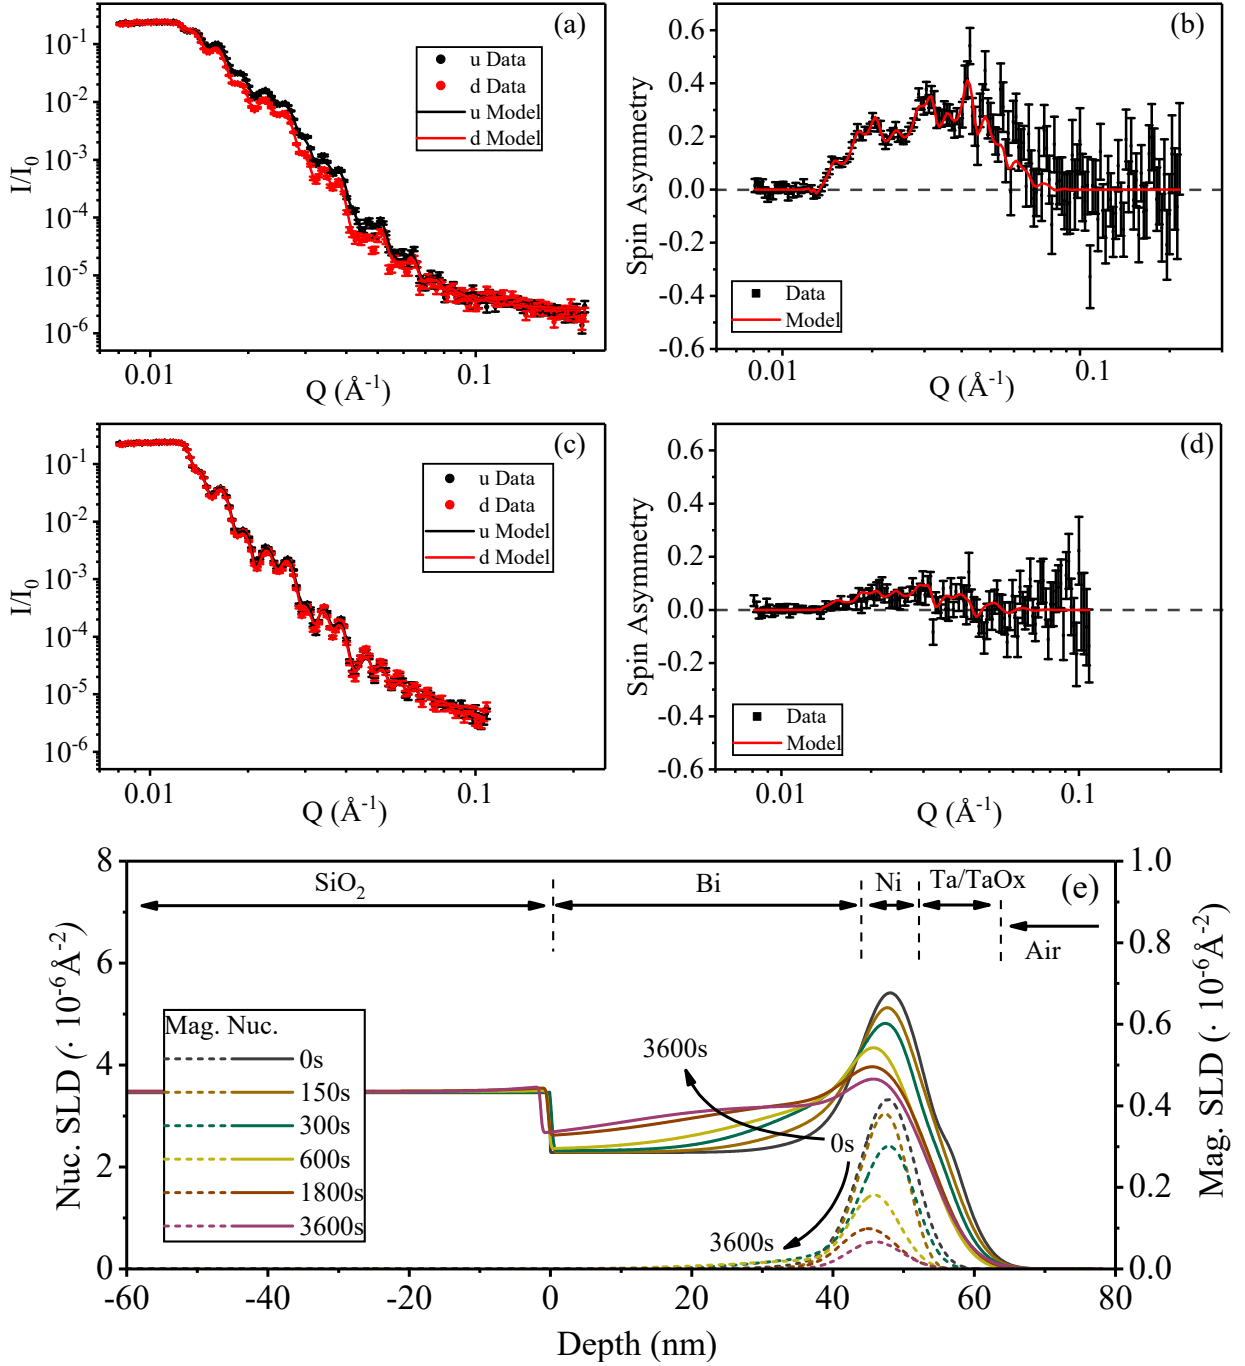 (a)
10⁻¹
10⁻²
10⁻³
10⁻⁴
10⁻⁵
10⁻⁶
I/I₀
u Data
d Data
u Model
d Model
0.01
0.1
Q (Å⁻¹)
(b)
0.6
0.4
0.2
0.0
-0.2
-0.4
-0.6
Spin Asymmetry
Data
Model
0.01
0.1
Q (Å⁻¹)
(c)
10⁻¹
10⁻²
10⁻³
10⁻⁴
10⁻⁵
10⁻⁶
I/I₀
u Data
d Data
u Model
d Model
0.01
0.1
Q (Å⁻¹)
(d)
0.6
0.4
0.2
0.0
-0.2
-0.4
-0.6
Spin Asymmetry
Data
Model
0.01
0.1
Q (Å⁻¹)
(e)
8
6
4
2
0
Nuc. SLD (· 10⁻⁶Å⁻²)
1.0
0.8
0.6
0.4
0.2
0.0
Mag. SLD (· 10⁻⁶Å⁻²)
SiO₂
Bi
Ni
Ta/TaOx
Air
Mag. Nuc.
0s
150s
300s
600s
1800s
3600s
3600s
0s
3600s
-60
-40
-20
0
20
40
60
80
Depth (nm)